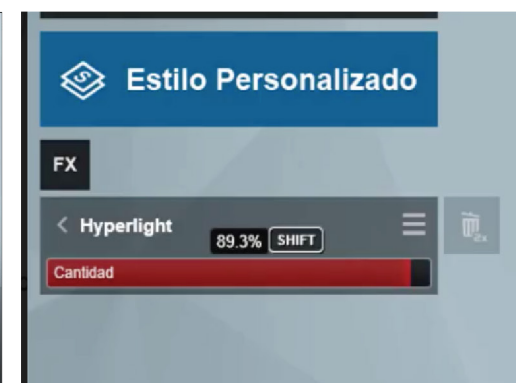 Estilo Personalizado
FX
< Hyperlight
89.3% SHIFT
Cantidad
2x